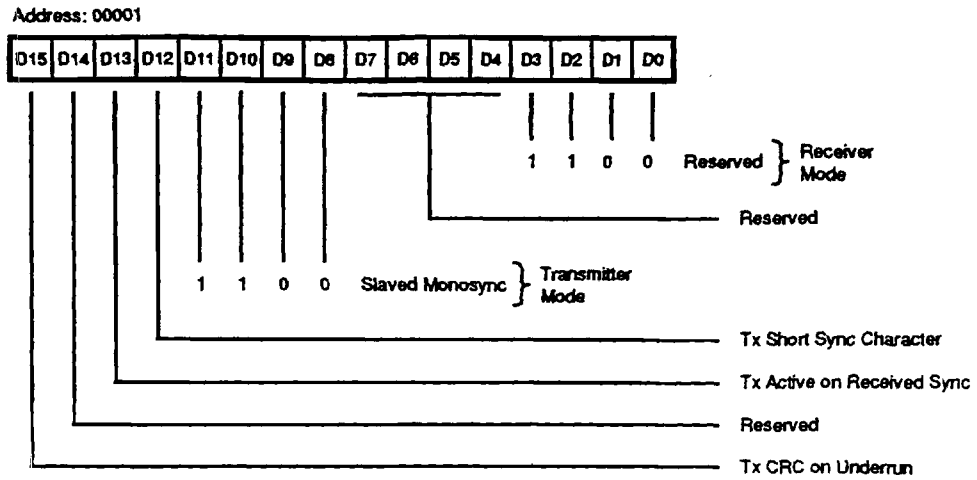 Address: 00001
D15 D14 D13 D12 D11 D10 D9 D8 D7 D6 D5 D4 D3 D2 D1 D0
1 1 0 0 Reserved } Receiver
Mode
Reserved
1 1 0 0 Slaved Monosync } Transmitter
Mode
Tx Short Sync Character
Tx Active on Received Sync
Reserved
Tx CRC on Underrun